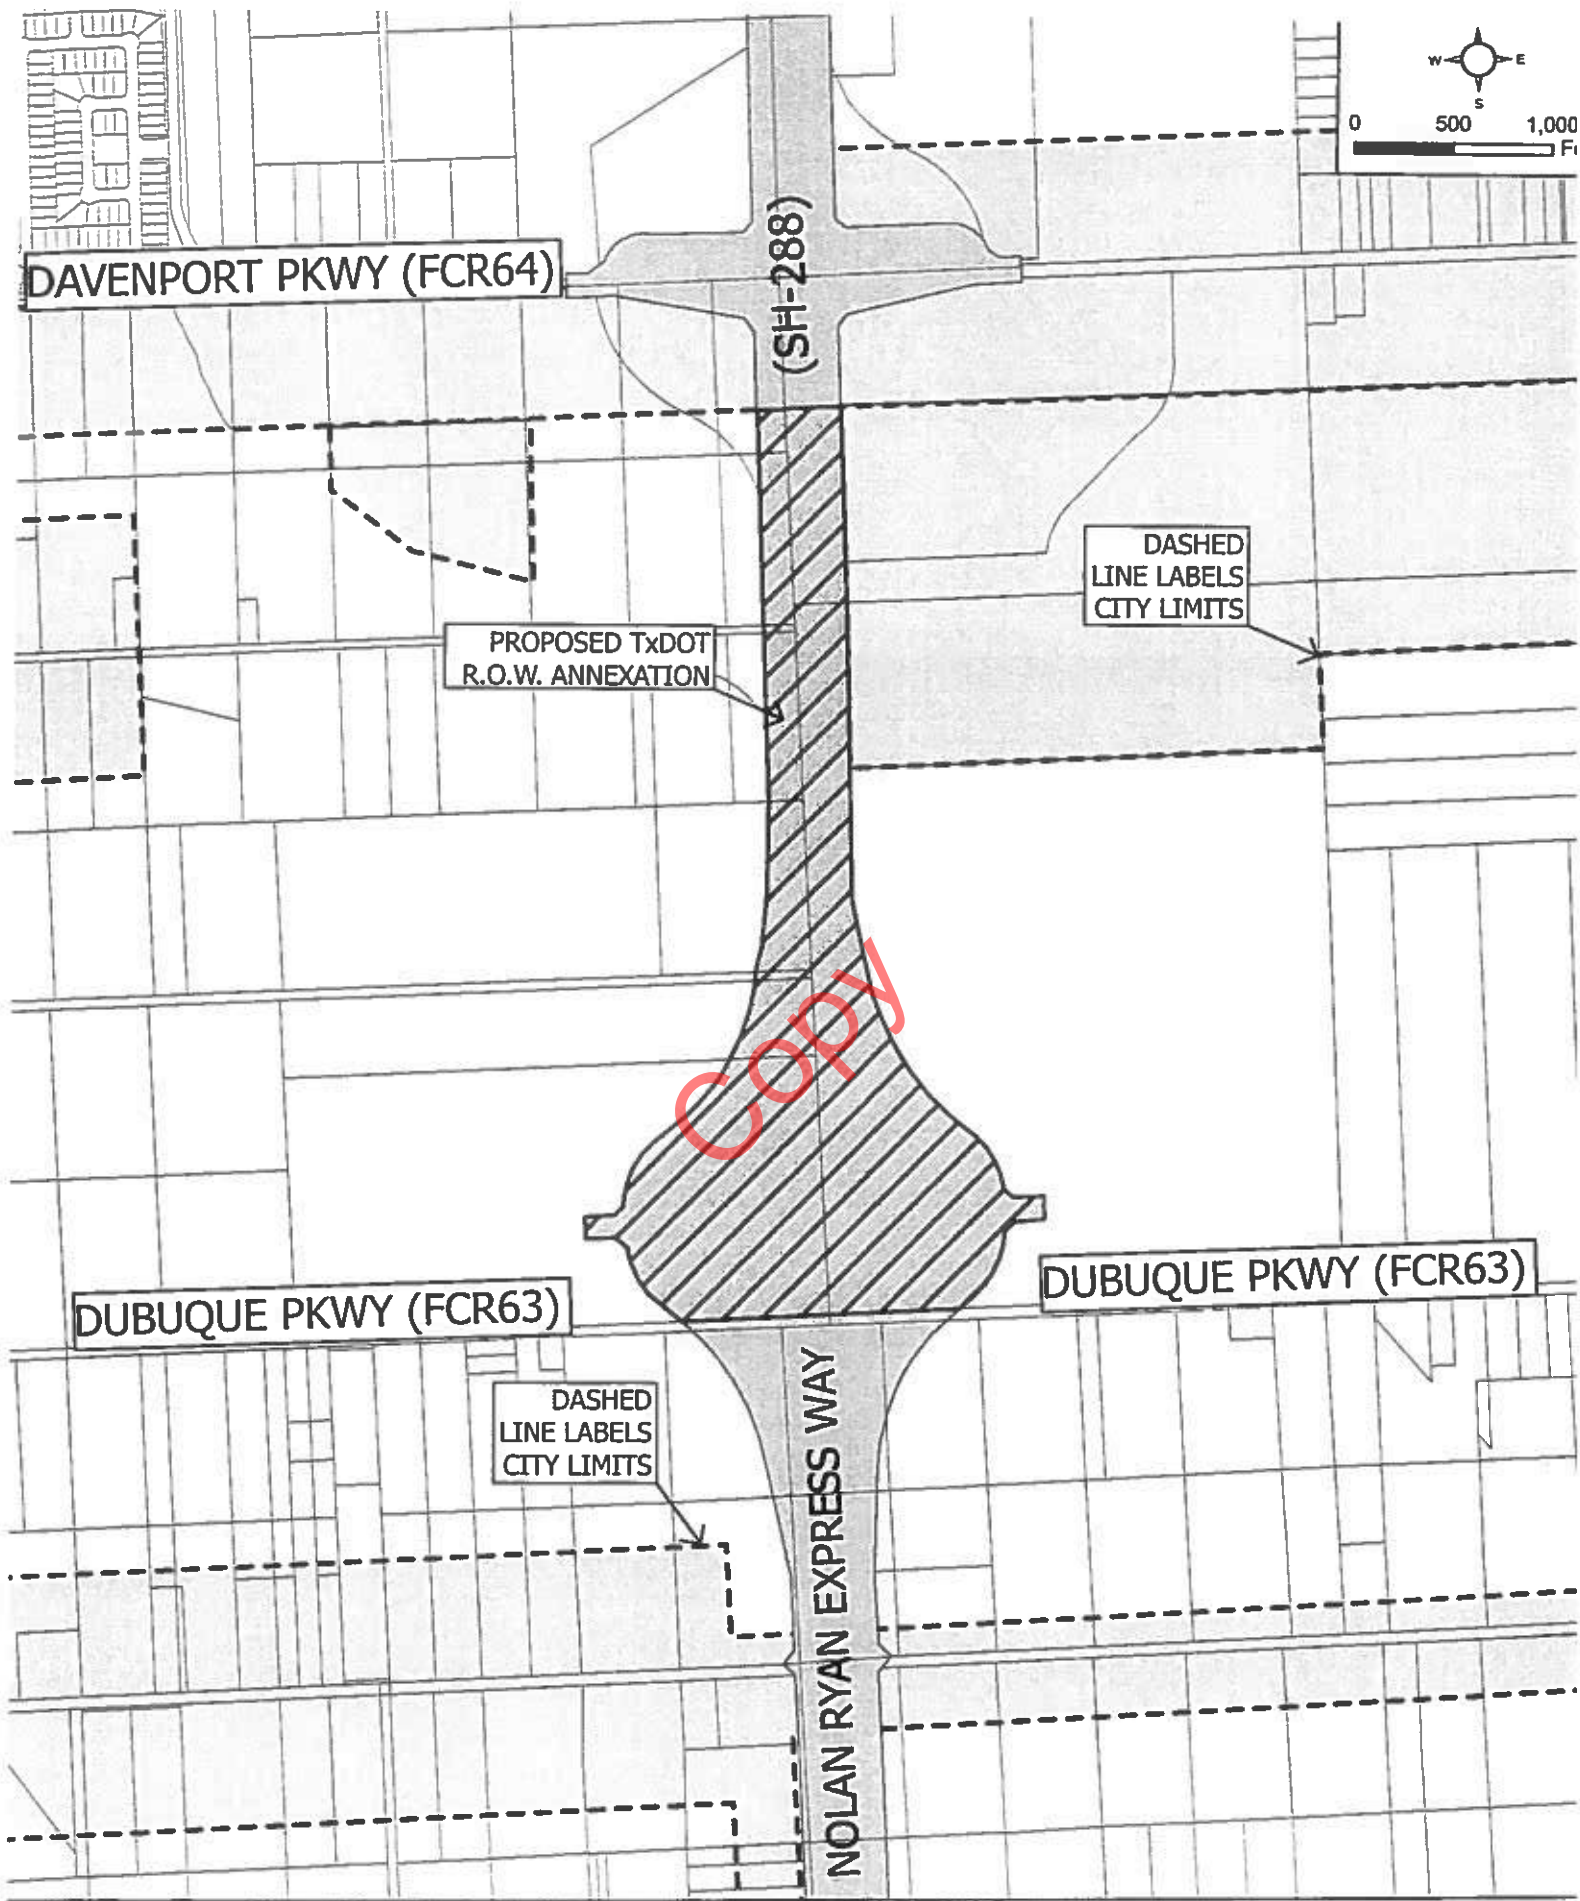 W E
S
0 500 1,000
(SH-288)
DAVENPORT PKWY (FCR64)
DASHED
LINE LABELS
CITY LIMITS
PROPOSED TxDOT
R.O.W. ANNEXATION
Copy
DUBUQUE PKWY (FCR63)
DUBUQUE PKWY (FCR63)
DASHED
LINE LABELS
CITY LIMITS
NOLAN RYAN EXPRESS WAY